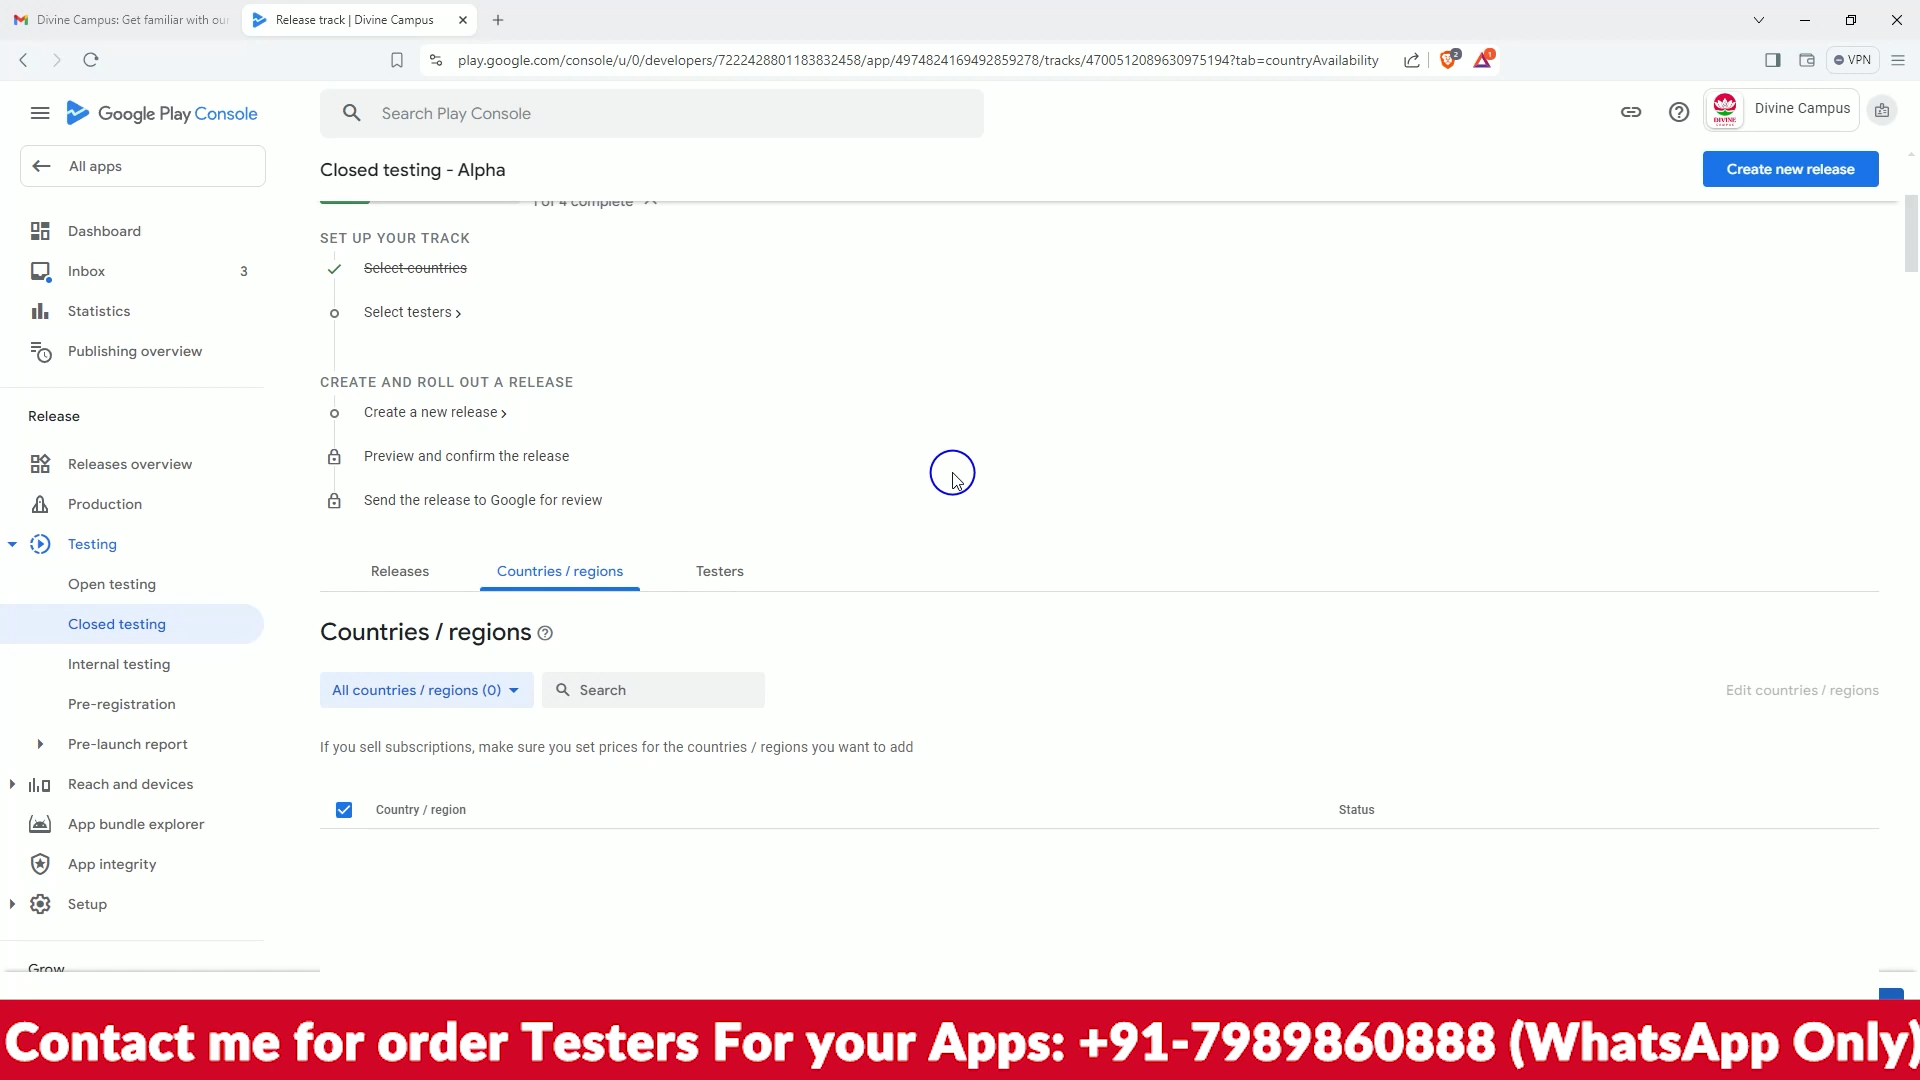 Divine Campus: Get familiar with our
Release track | Divine Campus
play.google.com/console/u/0/developers/7222428801183832458/app/4974824169492859278/tracks/4700512089630975194?tab=countryAvailability
2
1
VPN
Google Play Console
Search Play Console
Divine Campus
All apps
Closed testing - Alpha
Create new release
1 of 4 complete
Dashboard
Inbox 3
Statistics
Publishing overview
Release
Releases overview
Production
Testing
Open testing
Closed testing
Internal testing
Pre-registration
Pre-launch report
Reach and devices
App bundle explorer
App integrity
Setup
Grow
SET UP YOUR TRACK
Select countries
Select testers
CREATE AND ROLL OUT A RELEASE
Create a new release
Preview and confirm the release
Send the release to Google for review
Releases Countries / regions Testers
Countries / regions
All countries / regions (0) Search Edit countries / regions
If you sell subscriptions, make sure you set prices for the countries / regions you want to add
Country / region Status
Contact me for order Testers For your Apps: +91-7989860888 (WhatsApp Only)